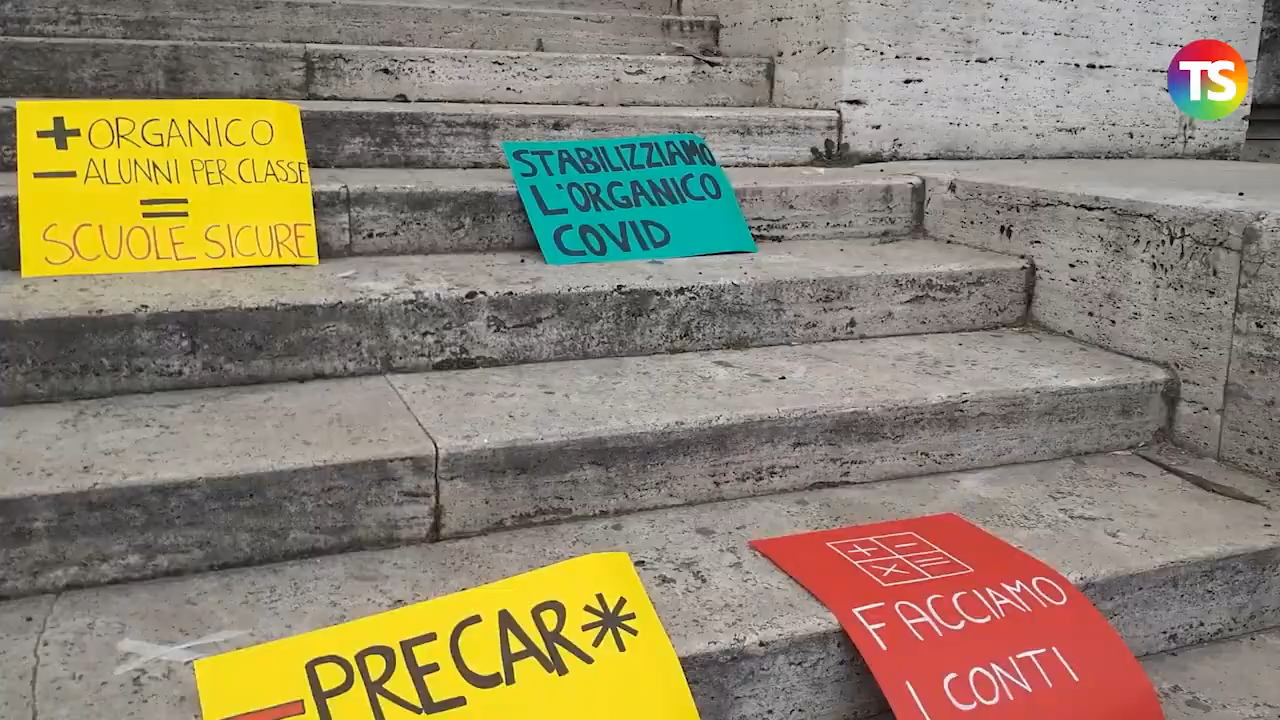 + ORGANICO
- ALUNNI PER CLASSE
=
SCUOLE SICURE
STABILIZZIAMO
L'ORGANICO
COVID
- PRECAR*
+ -
× =
FACCIAMO
I CONTI
TS